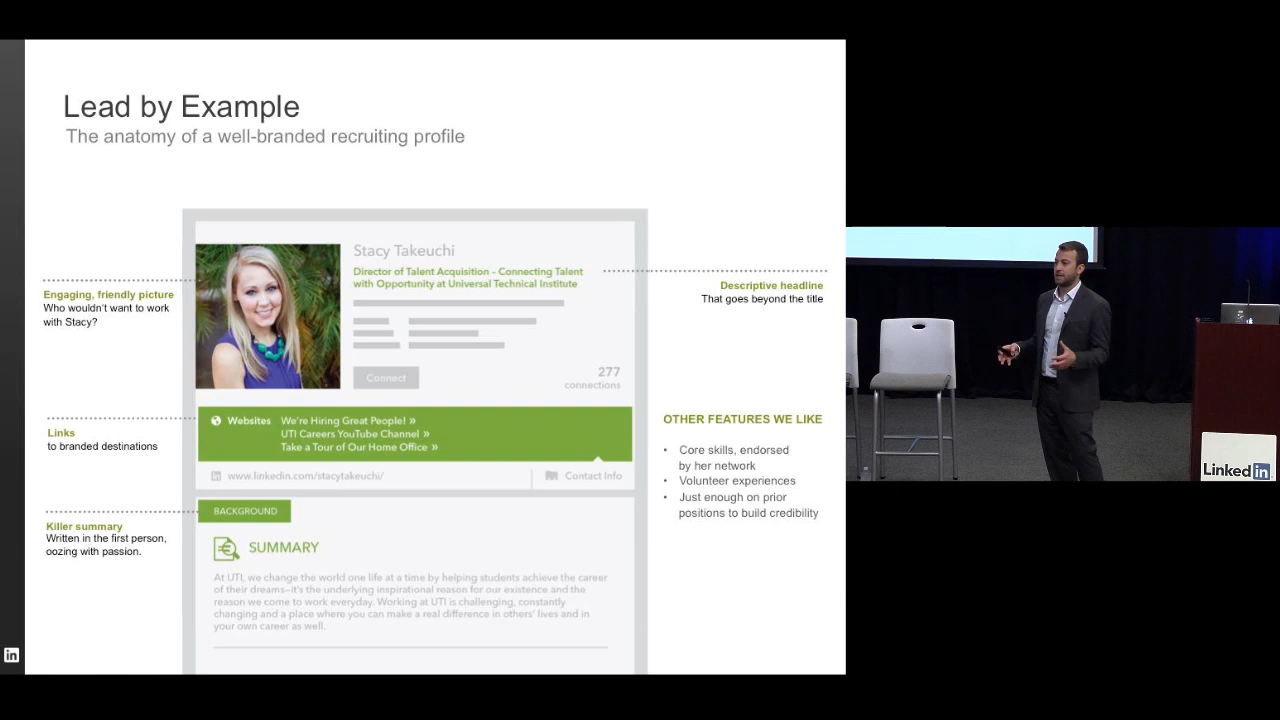 Lead by Example
The anatomy of a well-branded recruiting profile
Engaging, friendly picture
Who wouldn't want to work
with Stacy?
Stacy Takeuchi
Director of Talent Acquisition – Connecting Talent
with Opportunity at Universal Technical Institute
Connect
277
connections
Descriptive headline
That goes beyond the title
Links
to branded destinations
Websites We're Hiring Great People! »
UTI Careers YouTube Channel »
Take a Tour of Our Home Office »
in www.linkedin.com/stacytakeuchi/ Contact Info
OTHER FEATURES WE LIKE
• Core skills, endorsed
by her network
• Volunteer experiences
• Just enough on prior
positions to build credibility
Killer summary
Written in the first person,
oozing with passion.
BACKGROUND
SUMMARY
At UTI, we change the world one life at a time by helping students achieve the career
of their dreams—it's the underlying inspirational reason for our existence and the
reason we come to work everyday. Working at UTI is challenging, constantly
changing and a place where you can make a real difference in others' lives and in
your own career as well.
in
Linked in